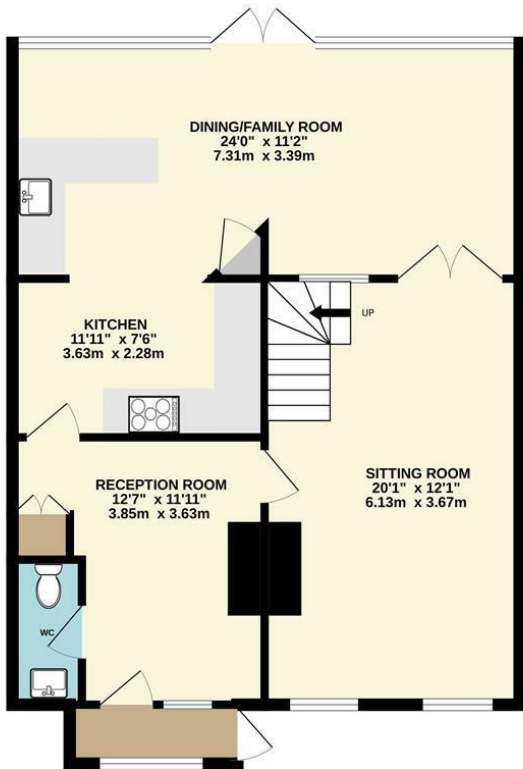 DINING/FAMILY ROOM
24'0" x 11'2"
7.31m x 3.39m
UP
KITCHEN
11'11" x 7'6"
3.63m x 2.28m
RECEPTION ROOM
12'7" x 11'11"
3.85m x 3.63m
SITTING ROOM
20'1" x 12'1"
6.13m x 3.67m
WC